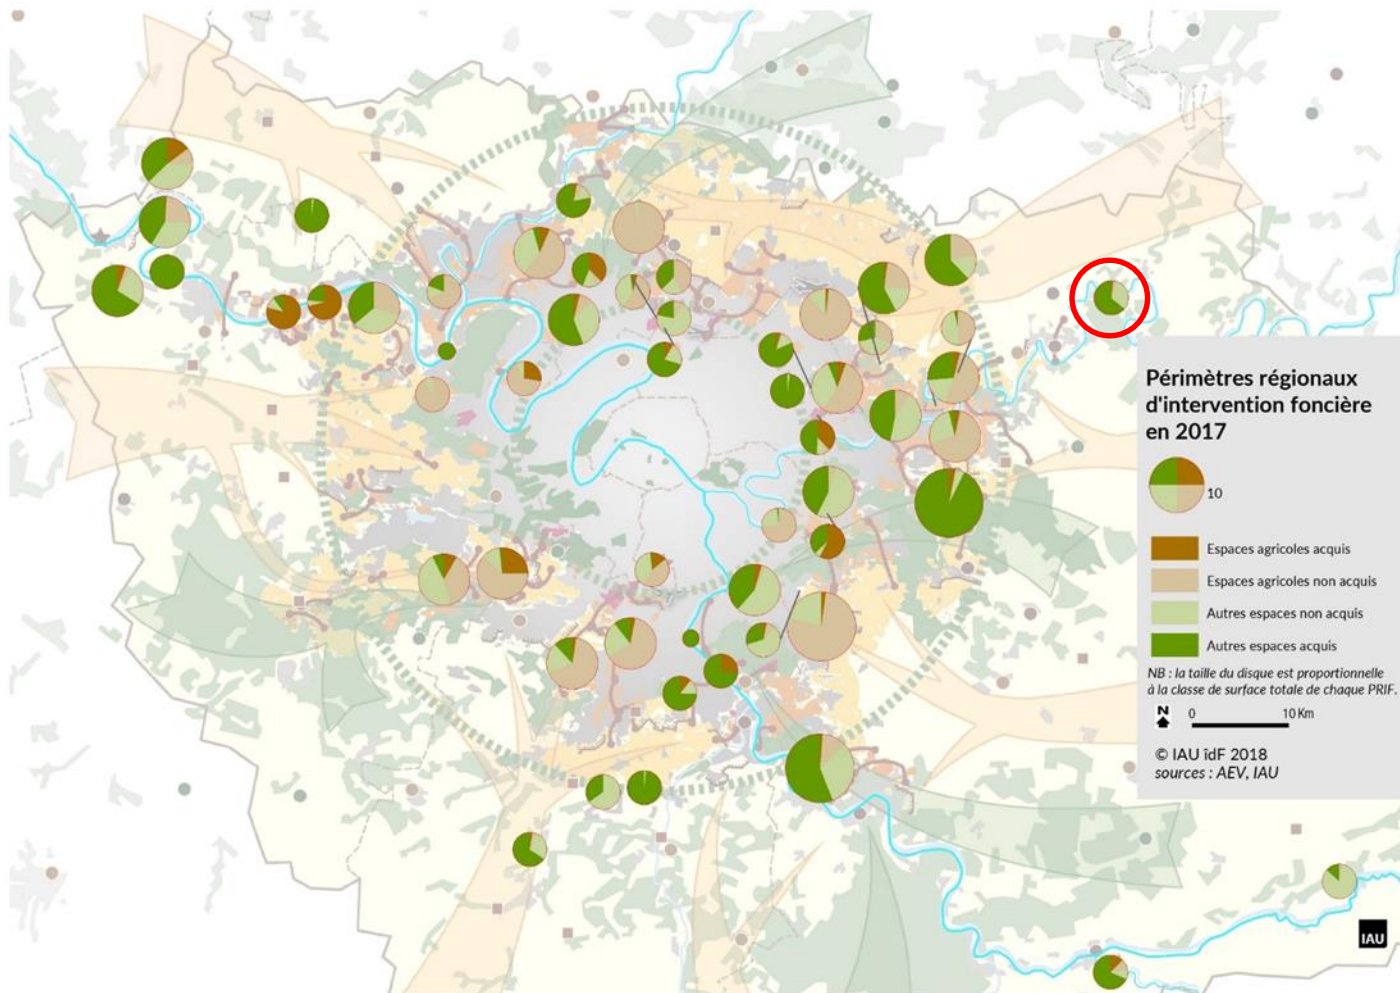 Périmètres régionaux
d'intervention foncière
en 2017
10
Espaces agricoles acquis
Espaces agricoles non acquis
Autres espaces non acquis
Autres espaces acquis
NB : la taille du disque est proportionnelle
à la classe de surface totale de chaque PRIF.
N
0 10 Km
© IAU îdF 2018
sources : AEV, IAU
IAU